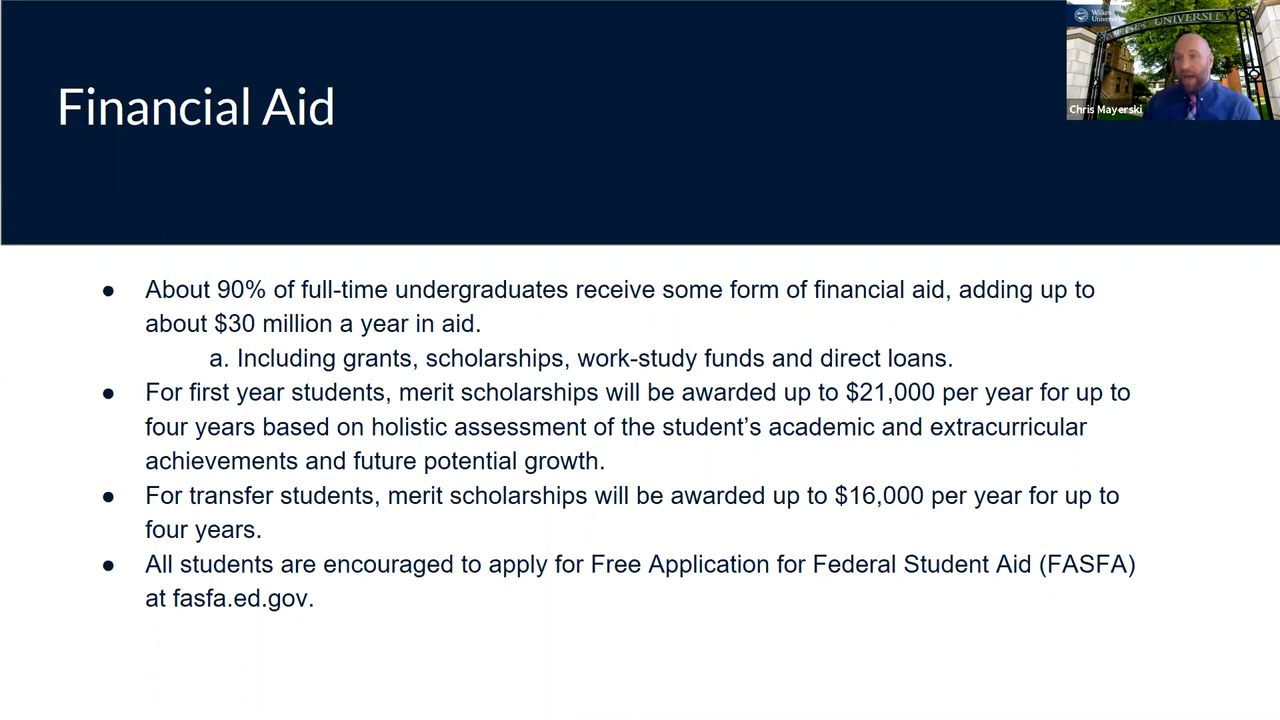 Wilkes
University
UNIVERSITY
Chris Mayerski
Financial Aid
● About 90% of full-time undergraduates receive some form of financial aid, adding up to
about $30 million a year in aid.
a. Including grants, scholarships, work-study funds and direct loans.
● For first year students, merit scholarships will be awarded up to $21,000 per year for up to
four years based on holistic assessment of the student’s academic and extracurricular
achievements and future potential growth.
● For transfer students, merit scholarships will be awarded up to $16,000 per year for up to
four years.
● All students are encouraged to apply for Free Application for Federal Student Aid (FASFA)
at fasfa.ed.gov.